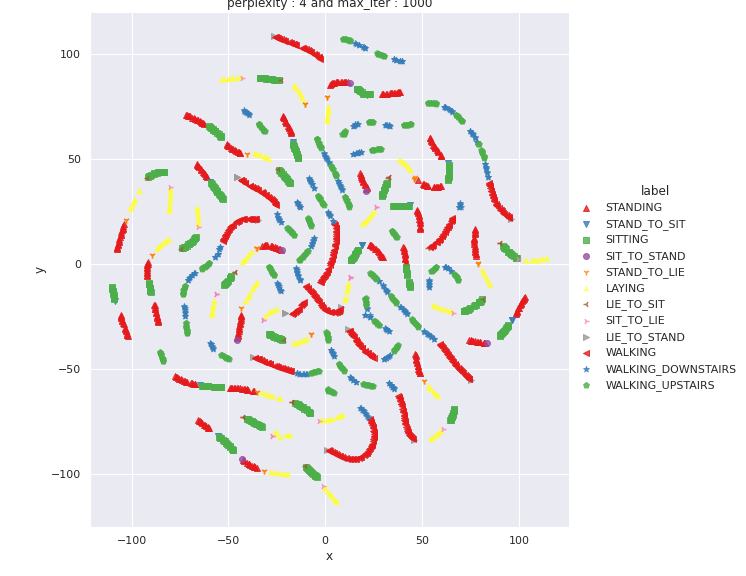 perplexity : 4 and max_iter : 1000
label
STANDING
STAND_TO_SIT
SITTING
SIT_TO_STAND
STAND_TO_LIE
LAYING
LIE_TO_SIT
SIT_TO_LIE
LIE_TO_STAND
WALKING
WALKING_DOWNSTAIRS
WALKING_UPSTAIRS
y
100
50
0
−50
−100
−100
−50
0
50
100
x